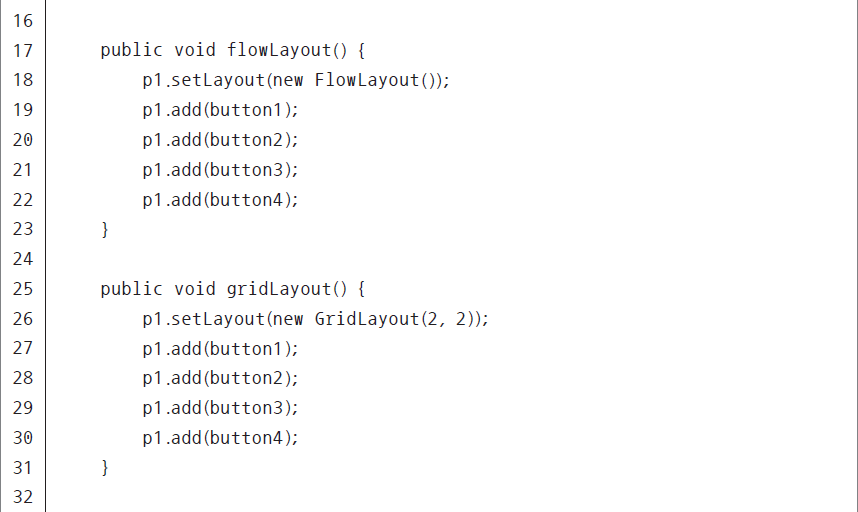 16
17 public void flowLayout() {
18 p1.setLayout(new FlowLayout());
19 p1.add(button1);
20 p1.add(button2);
21 p1.add(button3);
22 p1.add(button4);
23 }
24
25 public void gridLayout() {
26 p1.setLayout(new GridLayout(2, 2));
27 p1.add(button1);
28 p1.add(button2);
29 p1.add(button3);
30 p1.add(button4);
31 }
32